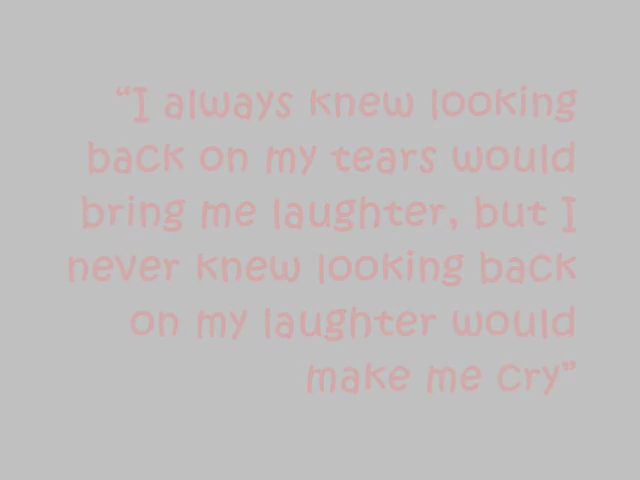 “I always knew looking
back on my tears would
bring me laughter, but I
never knew looking back
on my laughter would
make me cry”